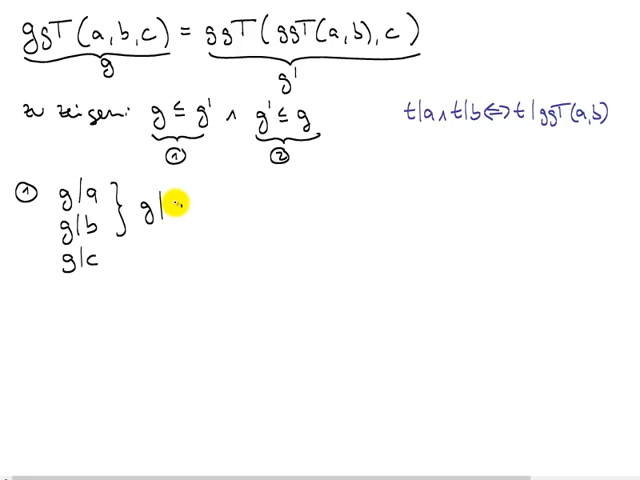 ggT(a,b,c) = ggT(ggT(a,b),c)
g g'
zu zeigen: g ≤ g' ∧ g' ≤ g t|a ∧ t|b ⇔ t|ggT(a,b)
① ②
① g|a
g|b } g|
g|c